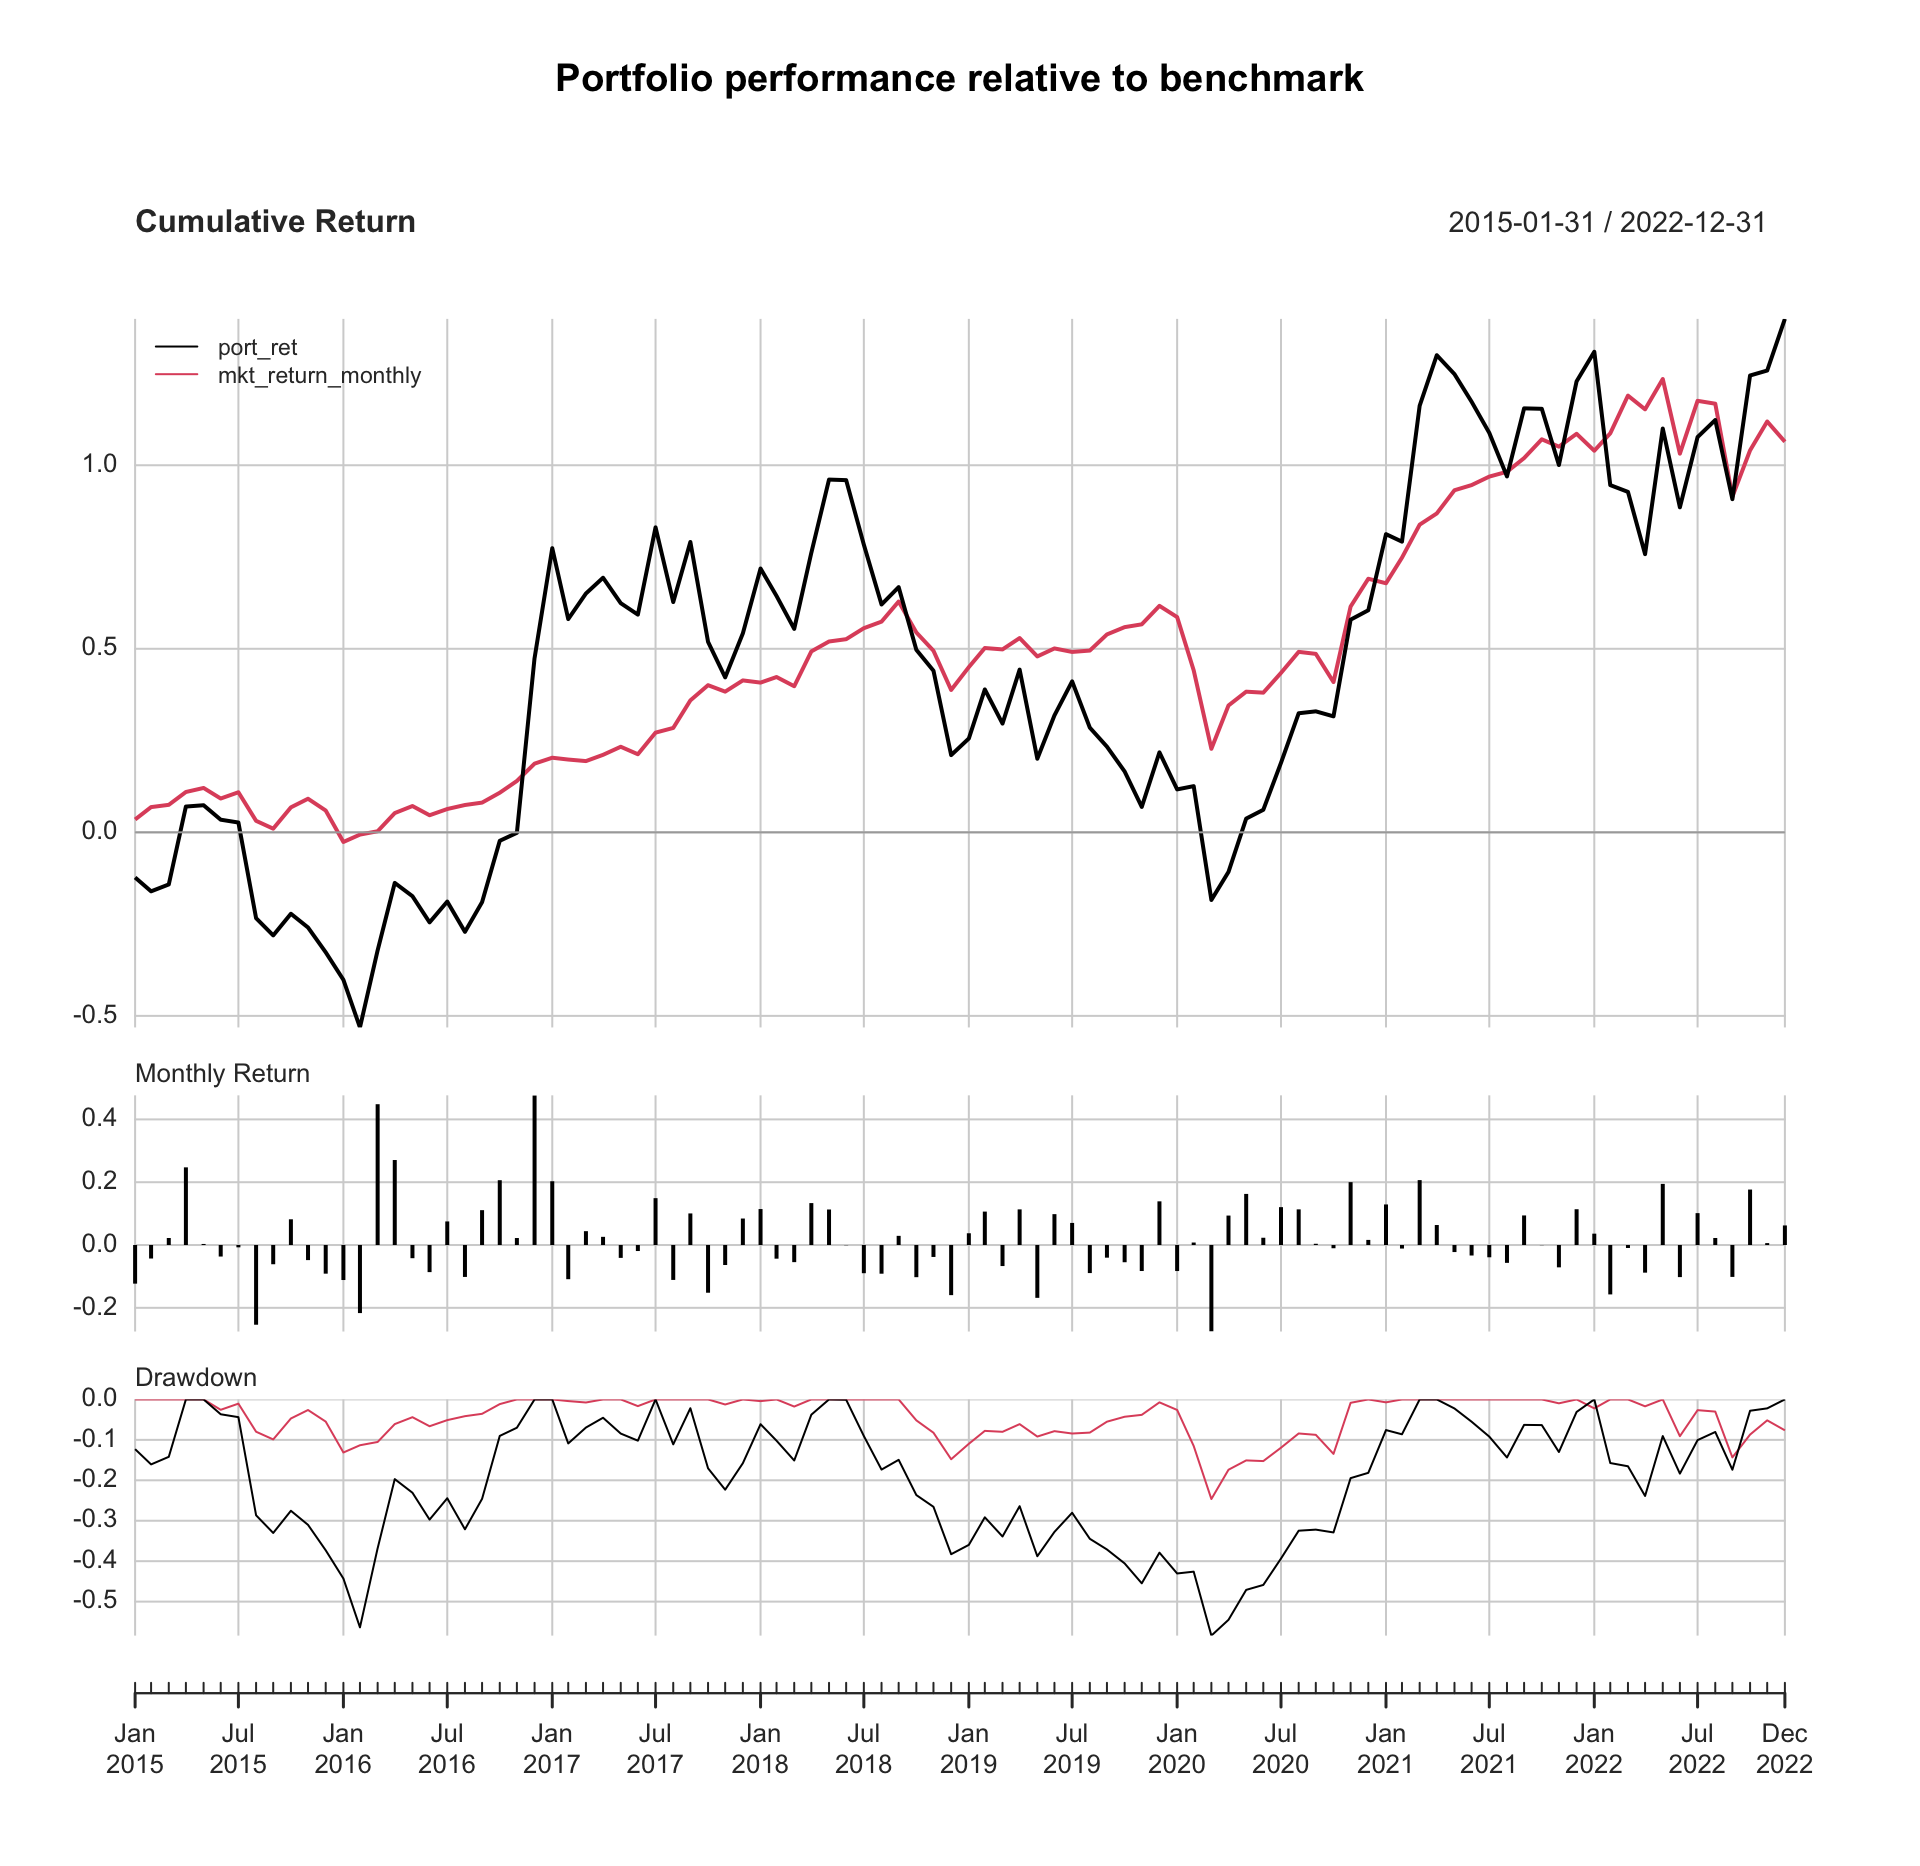 Portfolio performance relative to benchmark
Cumulative Return 2015-01-31 / 2022-12-31
port_ret
mkt_return_monthly
1.0
0.5
0.0
-0.5
Monthly Return
0.4
0.2
0.0
-0.2
Drawdown
0.0
-0.1
-0.2
-0.3
-0.4
-0.5
Jan Jul Jan Jul Jan Jul Jan Jul Jan Jul Jan Jul Jan Jul Jan Jul Dec
2015 2015 2016 2016 2017 2017 2018 2018 2019 2019 2020 2020 2021 2021 2022 2022 2022